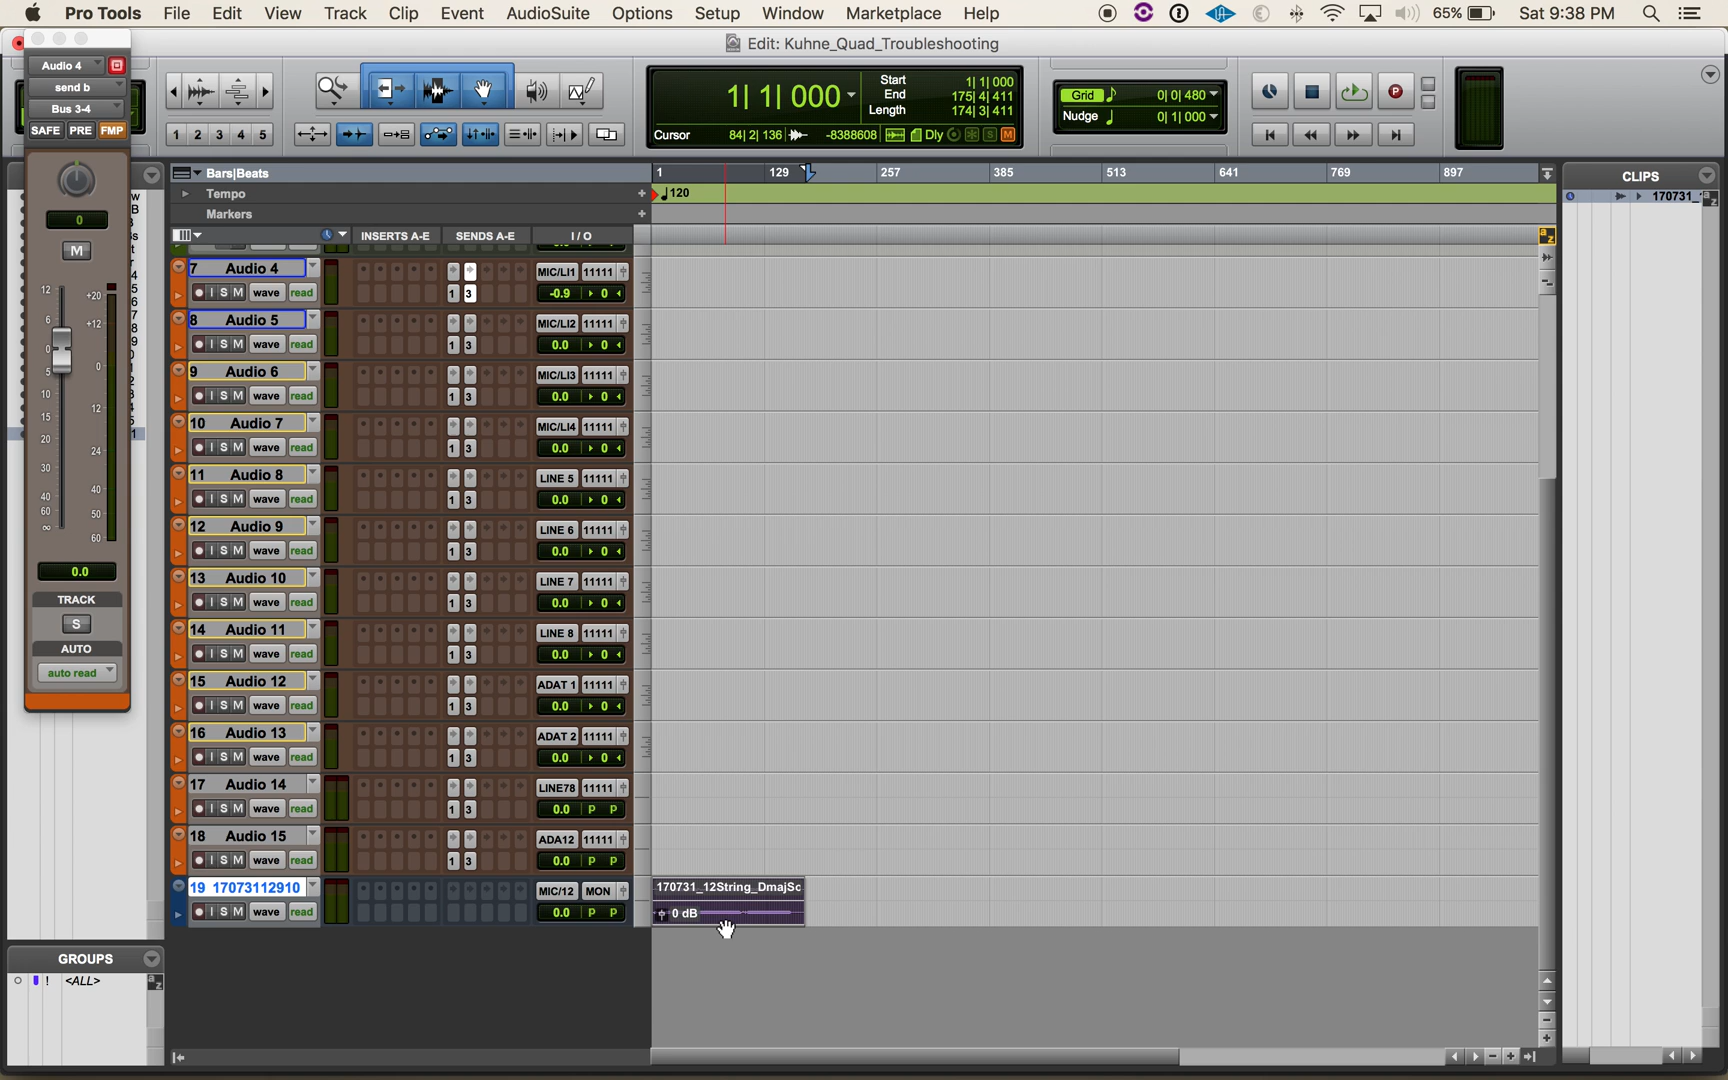 Pro Tools File Edit View Track Clip Event AudioSuite Options Setup Window Marketplace Help 65% Sat 9:38 PM
Edit: Kuhne_Quad_Troubleshooting
Audio 4
send b
Bus 3-4
SAFE PRE FMP
1 2 3 4 5
1| 1| 000
Start 1| 1| 000
End 175| 4| 411
Length 174| 3| 411
Cursor 84| 2| 136 -8388608 Dly S M
Grid 0| 0| 480
Nudge 0| 1| 000
P
Bars|Beats
1 129 257 385 513 641 769 897
Tempo + 120
Markers +
INSERTS A-E SENDS A-E I / O
CLIPS
170731_
0
M
12 6 0 5 10 15 20 30 40 60 ∞
+20 +12 0 12 24 40 50 60
0.0
TRACK
S
AUTO
auto read
7 Audio 4 MIC/LI1 11111
I S M wave read 1 3 -0.9 0
8 Audio 5 MIC/LI2 11111
I S M wave read 1 3 0.0 0
9 Audio 6 MIC/LI3 11111
I S M wave read 1 3 0.0 0
10 Audio 7 MIC/LI4 11111
I S M wave read 1 3 0.0 0
11 Audio 8 LINE 5 11111
I S M wave read 1 3 0.0 0
12 Audio 9 LINE 6 11111
I S M wave read 1 3 0.0 0
13 Audio 10 LINE 7 11111
I S M wave read 1 3 0.0 0
14 Audio 11 LINE 8 11111
I S M wave read 1 3 0.0 0
15 Audio 12 ADAT 1 11111
I S M wave read 1 3 0.0 0
16 Audio 13 ADAT 2 11111
I S M wave read 1 3 0.0 0
17 Audio 14 LINE78 11111
I S M wave read 1 3 0.0 P P
18 Audio 15 ADA12 11111
I S M wave read 1 3 0.0 P P
19 17073112910 MIC/12 MON
I S M wave read 0.0 P P
170731_12String_DmajSc
0 dB
GROUPS
! <ALL>
a z